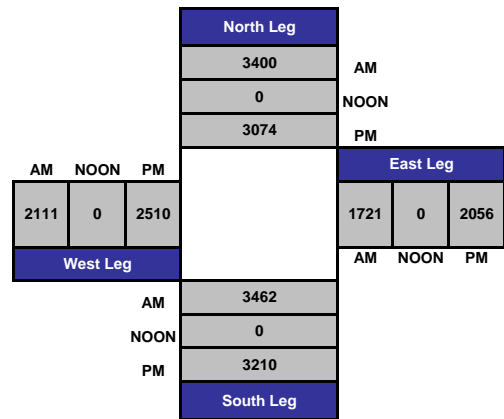 North Leg
3400 AM
0 NOON
3074 PM
AM NOON PM
East Leg
2111 0 2510
1721 0 2056
West Leg
AM NOON PM
AM 3462
NOON 0
PM 3210
South Leg